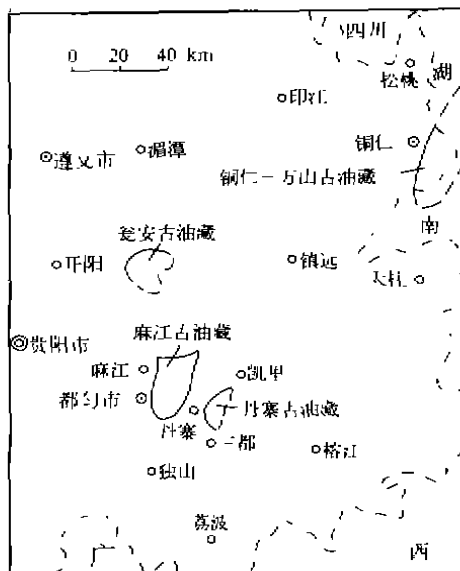 四川
0 20 40 km
松桃
湖
印江
铜仁
遵义市
湄潭
铜仁－万山古油藏
瓮安古油藏
南
开阳
镇远
天柱
贵阳市
麻江古油藏
麻江
凯里
都匀市
丹寨古油藏
丹寨
三都
榕江
独山
荔波
广
西